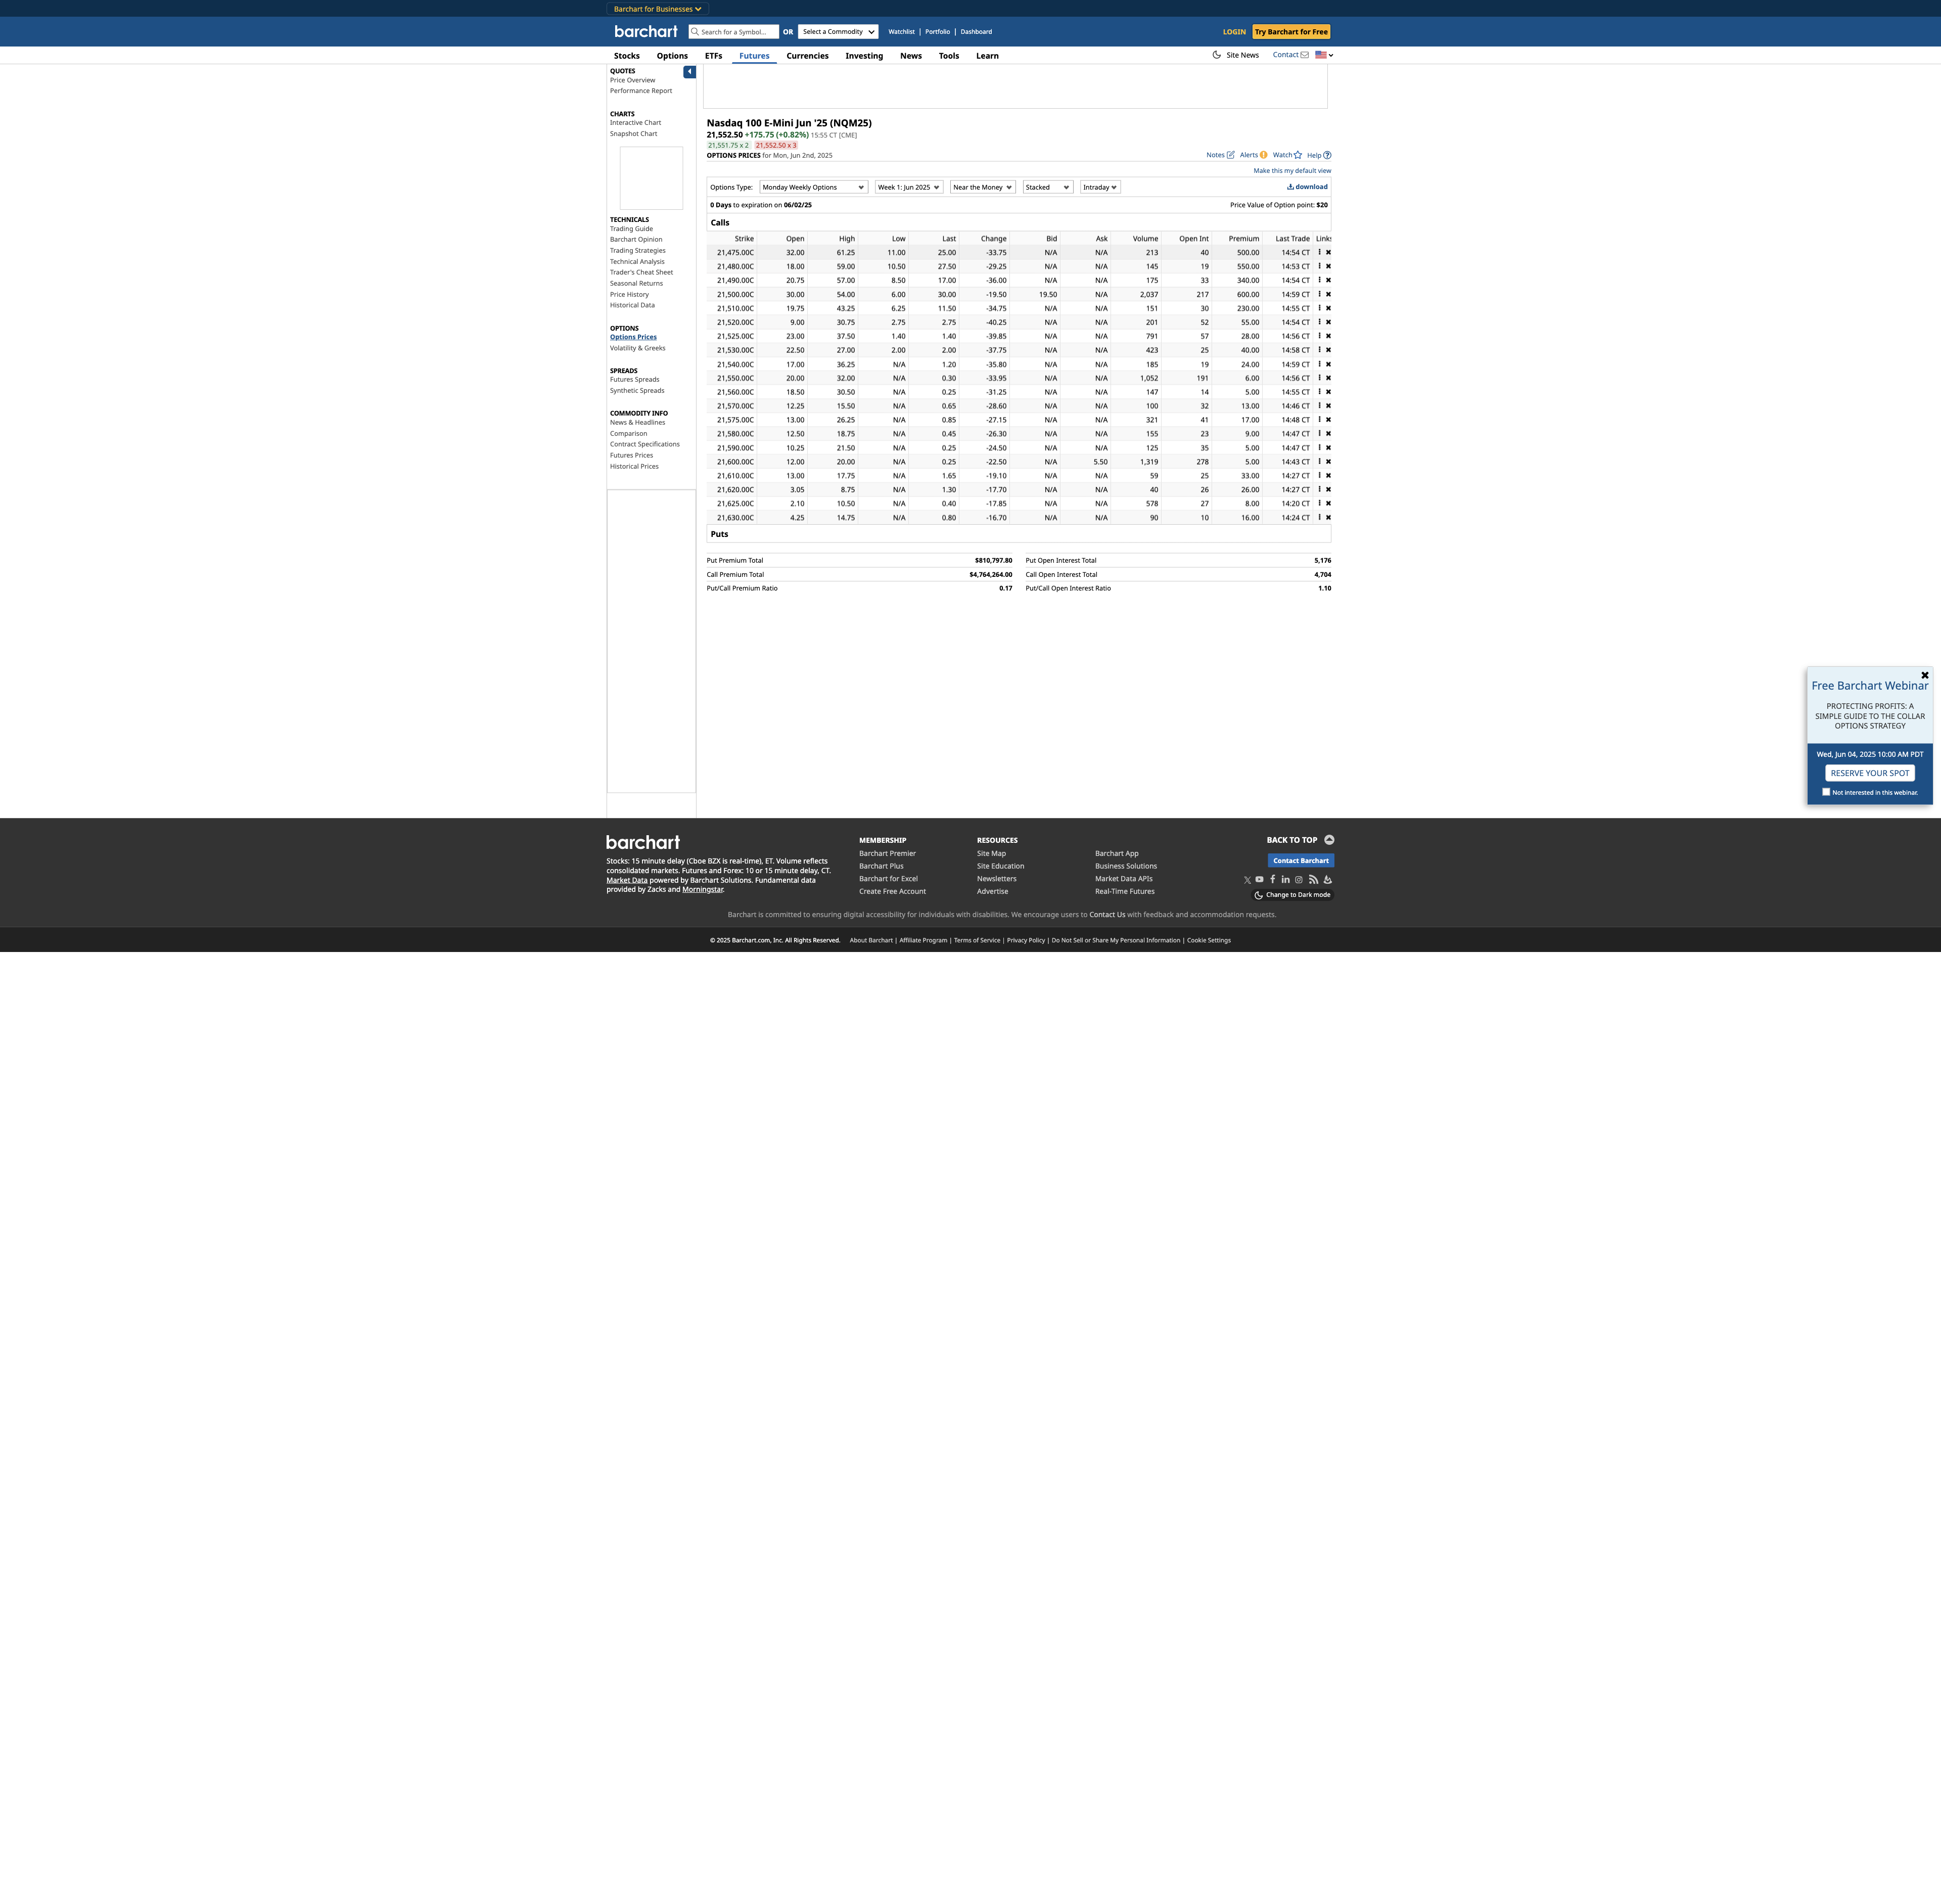 Barchart for Businesses
barchart Search for a Symbol... OR Select a Commodity Watchlist | Portfolio | Dashboard LOGIN Try Barchart for Free
Stocks Options ETFs Futures Currencies Investing News Tools Learn Site News Contact
QUOTES
Price Overview
Performance Report
CHARTS
Interactive Chart
Snapshot Chart
TECHNICALS
Trading Guide
Barchart Opinion
Trading Strategies
Technical Analysis
Trader's Cheat Sheet
Seasonal Returns
Price History
Historical Data
OPTIONS
Options Prices
Volatility & Greeks
SPREADS
Futures Spreads
Synthetic Spreads
COMMODITY INFO
News & Headlines
Comparison
Contract Specifications
Futures Prices
Historical Prices
Nasdaq 100 E-Mini Jun '25 (NQM25)
21,552.50 +175.75 (+0.82%) 15:55 CT [CME]
21,551.75 x 2 21,552.50 x 3
OPTIONS PRICES for Mon, Jun 2nd, 2025 Notes Alerts Watch Help
Make this my default view
Options Type: Monday Weekly Options Week 1: Jun 2025 Near the Money Stacked Intraday download
0 Days to expiration on 06/02/25 Price Value of Option point: $20
Calls
Strike Open High Low Last Change Bid Ask Volume Open Int Premium Last Trade Links
21,475.00C 32.00 61.25 11.00 25.00 -33.75 N/A N/A 213 40 500.00 14:54 CT
21,480.00C 18.00 59.00 10.50 27.50 -29.25 N/A N/A 145 19 550.00 14:53 CT
21,490.00C 20.75 57.00 8.50 17.00 -36.00 N/A N/A 175 33 340.00 14:54 CT
21,500.00C 30.00 54.00 6.00 30.00 -19.50 19.50 N/A 2,037 217 600.00 14:59 CT
21,510.00C 19.75 43.25 6.25 11.50 -34.75 N/A N/A 151 30 230.00 14:55 CT
21,520.00C 9.00 30.75 2.75 2.75 -40.25 N/A N/A 201 52 55.00 14:54 CT
21,525.00C 23.00 37.50 1.40 1.40 -39.85 N/A N/A 791 57 28.00 14:56 CT
21,530.00C 22.50 27.00 2.00 2.00 -37.75 N/A N/A 423 25 40.00 14:58 CT
21,540.00C 17.00 36.25 N/A 1.20 -35.80 N/A N/A 185 19 24.00 14:59 CT
21,550.00C 20.00 32.00 N/A 0.30 -33.95 N/A N/A 1,052 191 6.00 14:56 CT
21,560.00C 18.50 30.50 N/A 0.25 -31.25 N/A N/A 147 14 5.00 14:55 CT
21,570.00C 12.25 15.50 N/A 0.65 -28.60 N/A N/A 100 32 13.00 14:46 CT
21,575.00C 13.00 26.25 N/A 0.85 -27.15 N/A N/A 321 41 17.00 14:48 CT
21,580.00C 12.50 18.75 N/A 0.45 -26.30 N/A N/A 155 23 9.00 14:47 CT
21,590.00C 10.25 21.50 N/A 0.25 -24.50 N/A N/A 125 35 5.00 14:47 CT
21,600.00C 12.00 20.00 N/A 0.25 -22.50 N/A 5.50 1,319 278 5.00 14:43 CT
21,610.00C 13.00 17.75 N/A 1.65 -19.10 N/A N/A 59 25 33.00 14:27 CT
21,620.00C 3.05 8.75 N/A 1.30 -17.70 N/A N/A 40 26 26.00 14:27 CT
21,625.00C 2.10 10.50 N/A 0.40 -17.85 N/A N/A 578 27 8.00 14:20 CT
21,630.00C 4.25 14.75 N/A 0.80 -16.70 N/A N/A 90 10 16.00 14:24 CT
Puts
Put Premium Total $810,797.80 Put Open Interest Total 5,176
Call Premium Total $4,764,264.00 Call Open Interest Total 4,704
Put/Call Premium Ratio 0.17 Put/Call Open Interest Ratio 1.10
Free Barchart Webinar
PROTECTING PROFITS: A
SIMPLE GUIDE TO THE COLLAR
OPTIONS STRATEGY
Wed, Jun 04, 2025 10:00 AM PDT
RESERVE YOUR SPOT
Not interested in this webinar.
barchart
Stocks: 15 minute delay (Cboe BZX is real-time), ET. Volume reflects
consolidated markets. Futures and Forex: 10 or 15 minute delay, CT.
Market Data powered by Barchart Solutions. Fundamental data
provided by Zacks and Morningstar.
MEMBERSHIP
Barchart Premier
Barchart Plus
Barchart for Excel
Create Free Account
RESOURCES
Site Map
Site Education
Newsletters
Advertise
Barchart App
Business Solutions
Market Data APIs
Real-Time Futures
BACK TO TOP
Contact Barchart
Change to Dark mode
Barchart is committed to ensuring digital accessibility for individuals with disabilities. We encourage users to Contact Us with feedback and accommodation requests.
© 2025 Barchart.com, Inc. All Rights Reserved. About Barchart | Affiliate Program | Terms of Service | Privacy Policy | Do Not Sell or Share My Personal Information | Cookie Settings